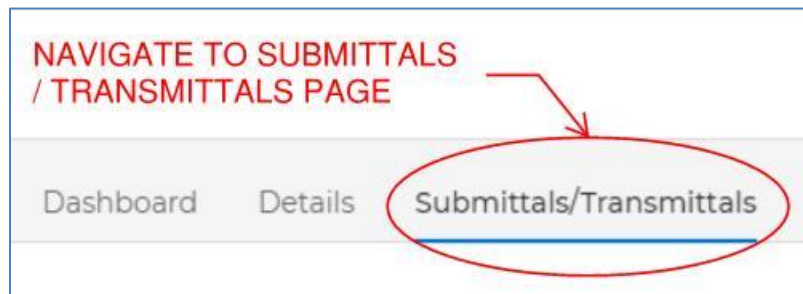 NAVIGATE TO SUBMITTALS
/ TRANSMITTALS PAGE
Dashboard Details Submittals/Transmittals